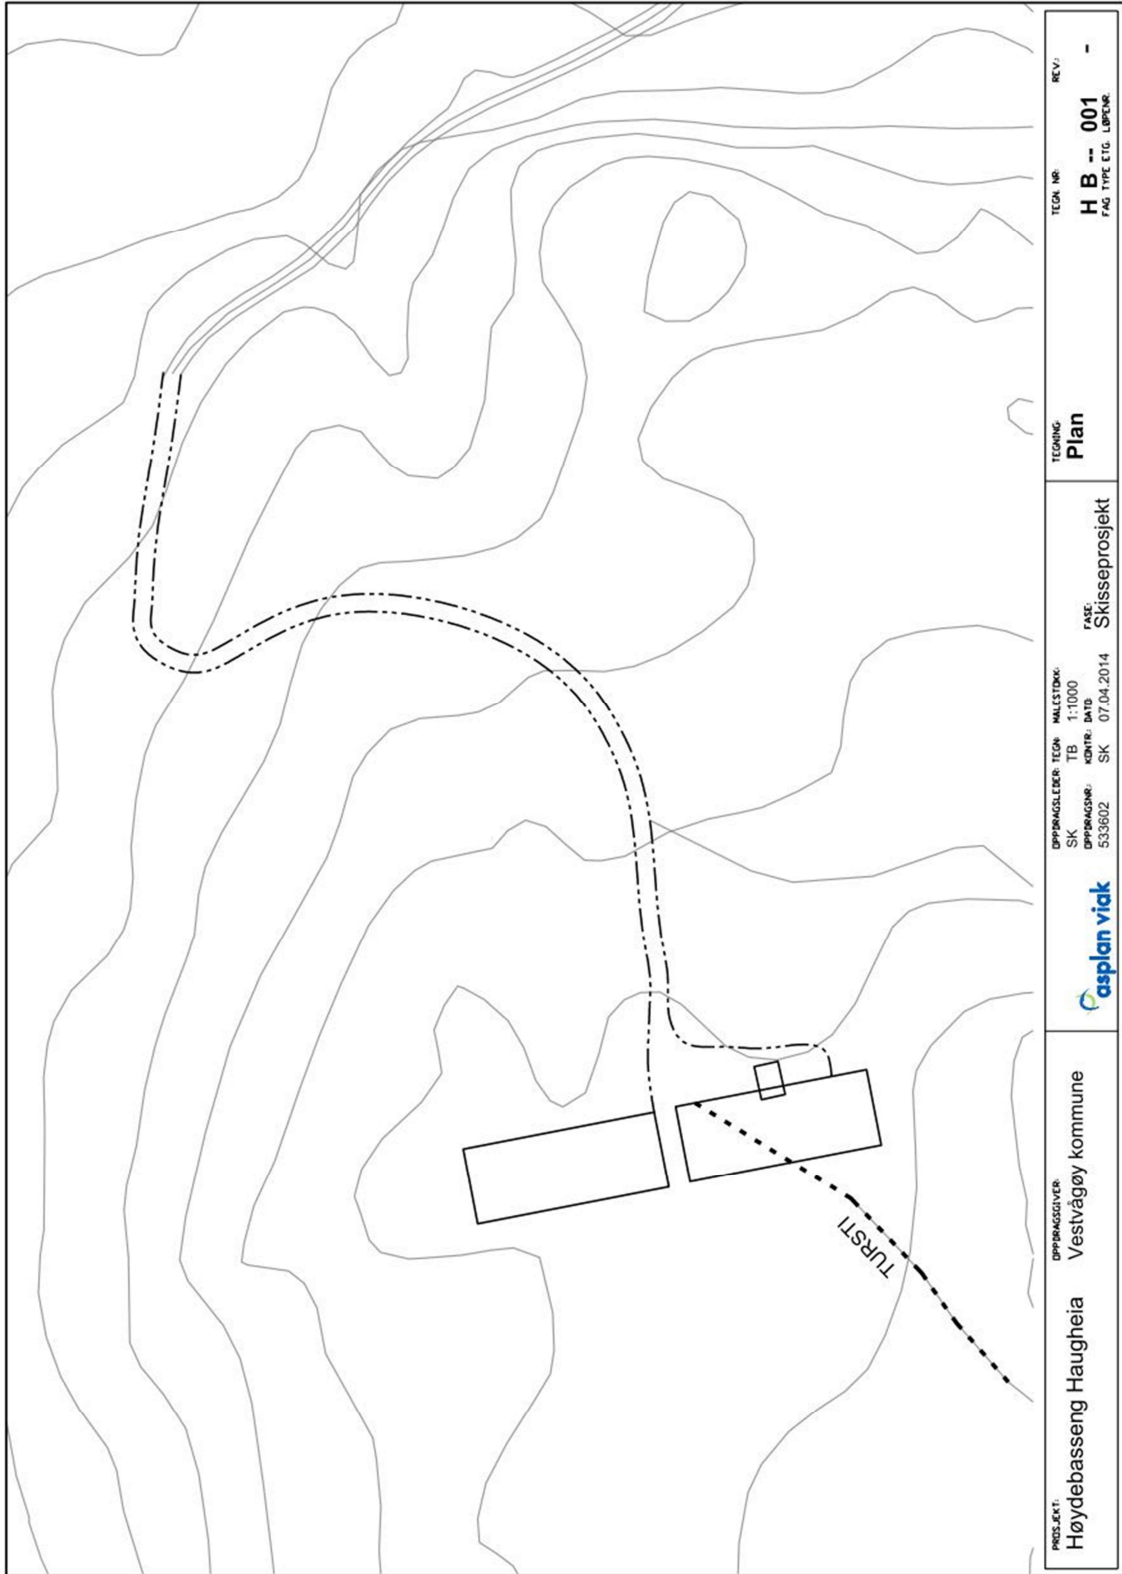 TURSTI
PROSJEKT:
Høydebasseng Haugheia
OPPDRAGSGIVER:
Vestvågøy kommune
asplan viak
OPPDRAGSLEDER: TEGN: MALESTOKK:
SK TB 1:1000
OPPDRAGSNR.: KONTR.: DATO: FASE:
533602 SK 07.04.2014 Skisseprosjekt
TEGNING:
Plan
TEGN. NR: REV.:
H B -- 001 -
FAG TYPE ETG. LØPENR.